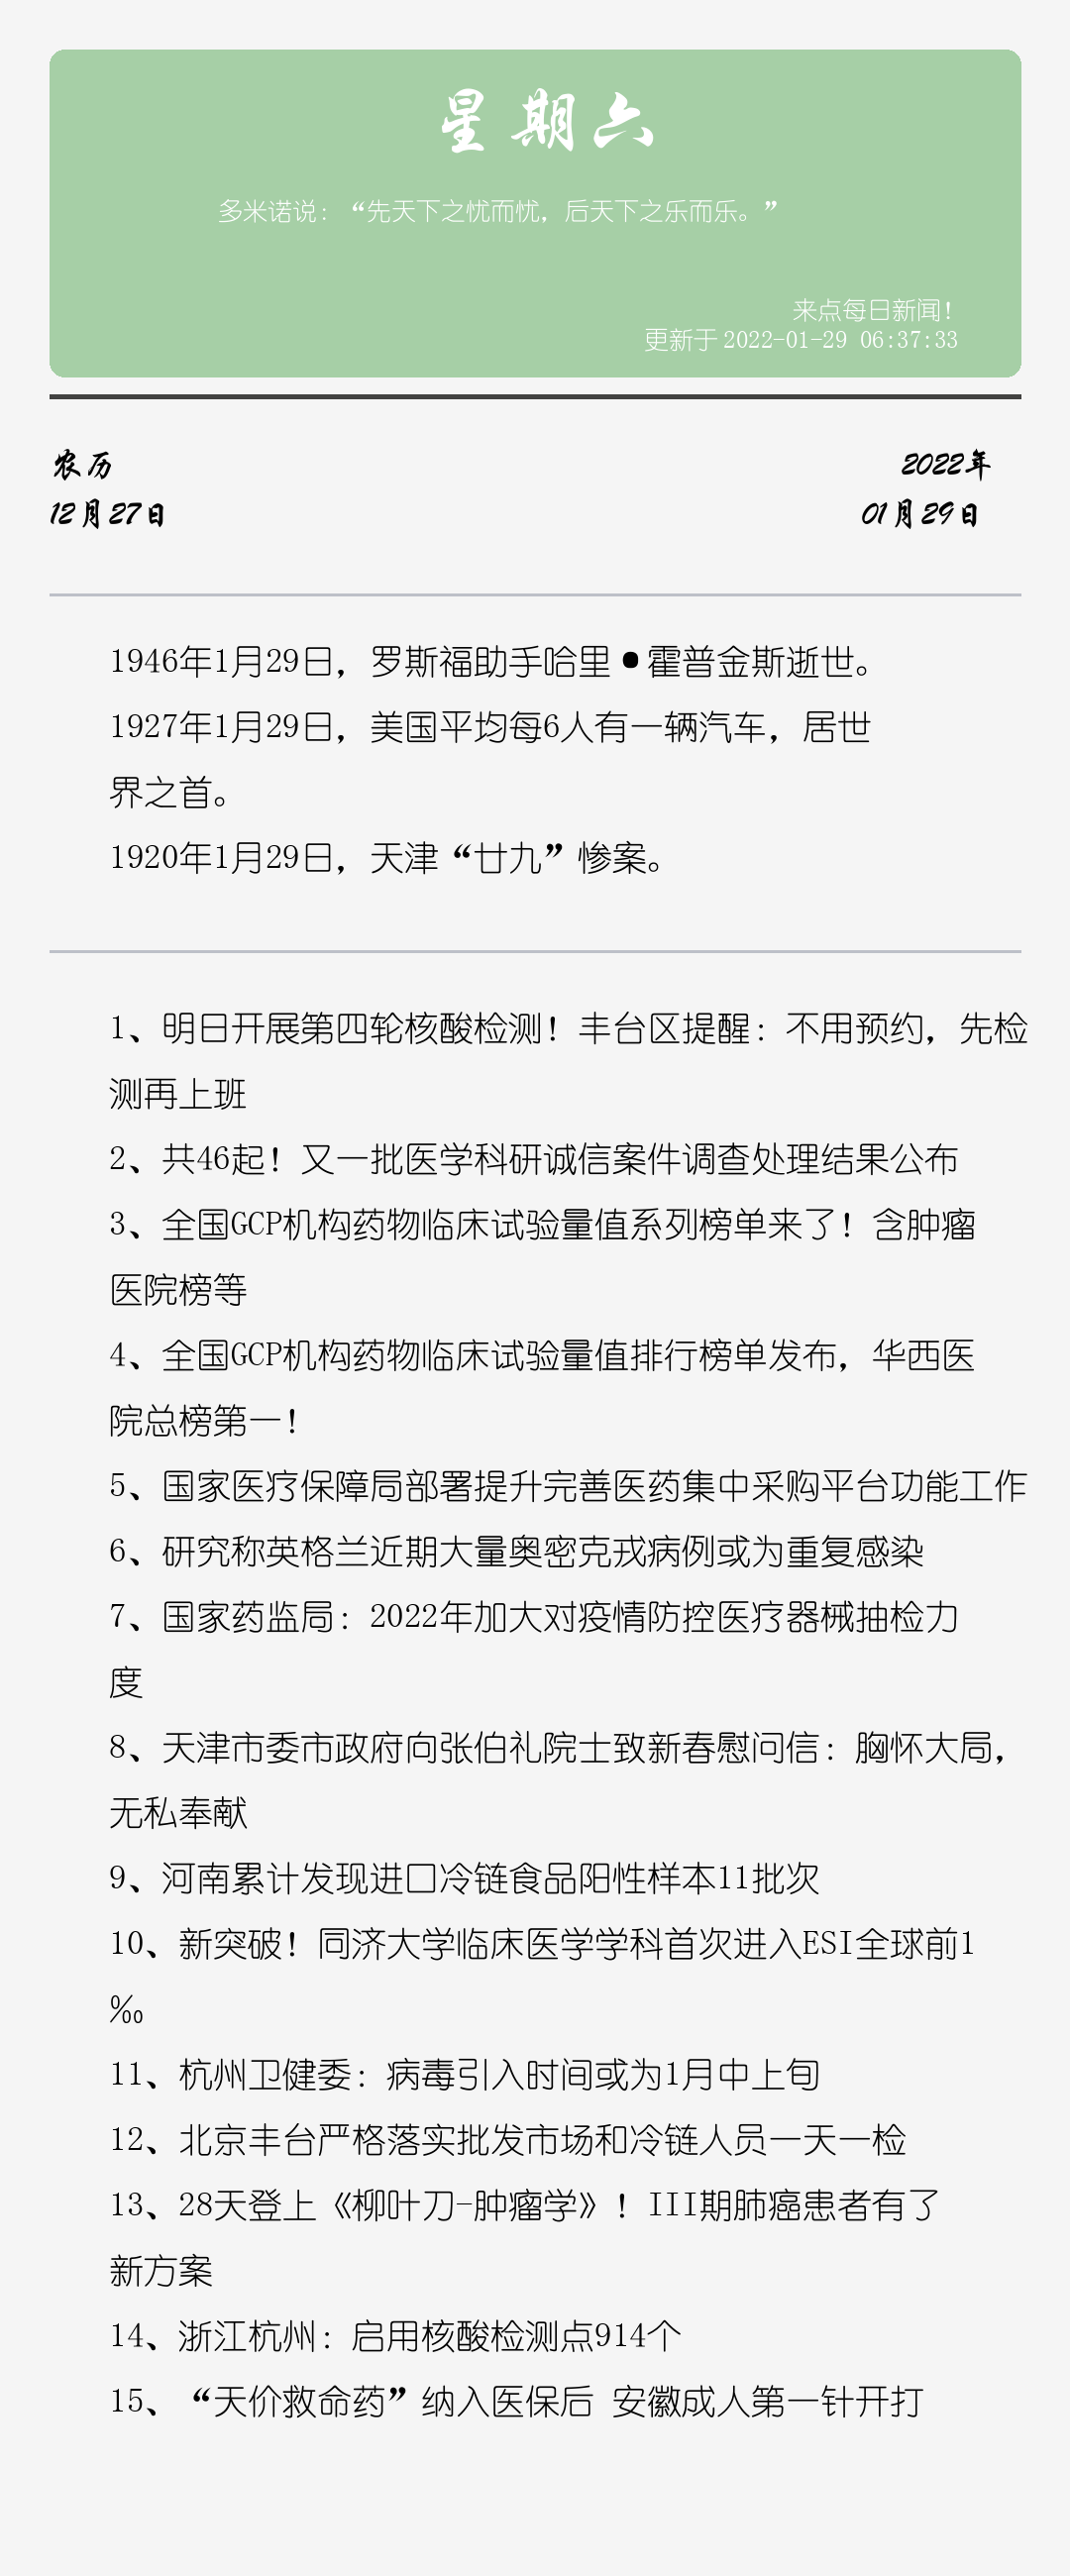 星期六
多米诺说：“先天下之忧而忧，后天下之乐而乐。”
来点每日新闻！
更新于 2022-01-29 06:37:33
农历
2022年
12月27日
01月29日
1946年1月29日，罗斯福助手哈里•霍普金斯逝世。
1927年1月29日，美国平均每6人有一辆汽车，居世
界之首。
1920年1月29日，天津“廿九”惨案。
1、明日开展第四轮核酸检测！丰台区提醒：不用预约，先检
测再上班
2、共46起！又一批医学科研诚信案件调查处理结果公布
3、全国GCP机构药物临床试验量值系列榜单来了！含肿瘤
医院榜等
4、全国GCP机构药物临床试验量值排行榜单发布，华西医
院总榜第一！
5、国家医疗保障局部署提升完善医药集中采购平台功能工作
6、研究称英格兰近期大量奥密克戎病例或为重复感染
7、国家药监局：2022年加大对疫情防控医疗器械抽检力
度
8、天津市委市政府向张伯礼院士致新春慰问信：胸怀大局，
无私奉献
9、河南累计发现进口冷链食品阳性样本11批次
10、新突破！同济大学临床医学学科首次进入ESI全球前1
‰
11、杭州卫健委：病毒引入时间或为1月中上旬
12、北京丰台严格落实批发市场和冷链人员一天一检
13、28天登上《柳叶刀-肿瘤学》！III期肺癌患者有了
新方案
14、浙江杭州：启用核酸检测点914个
15、“天价救命药”纳入医保后 安徽成人第一针开打